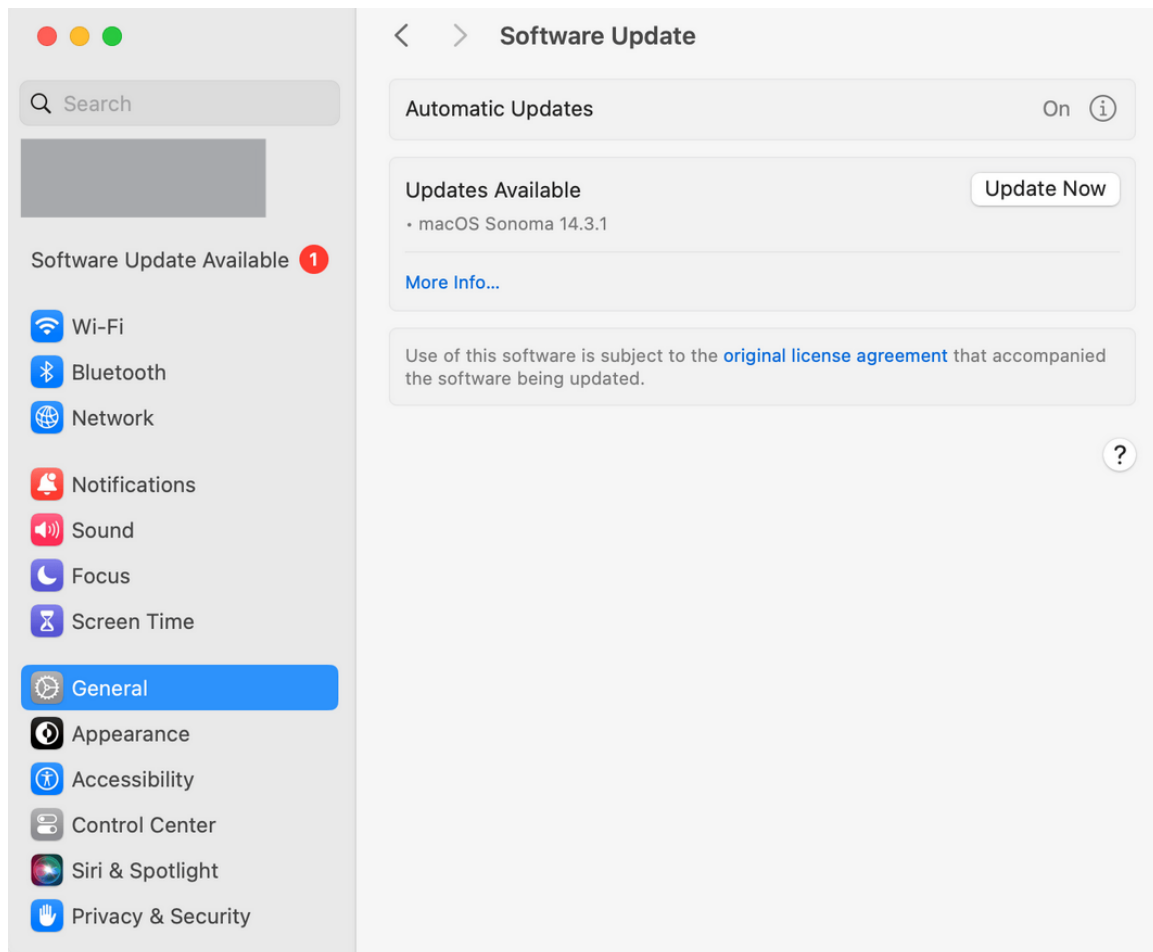 Search
Software Update Available 1
Wi-Fi
Bluetooth
Network
Notifications
Sound
Focus
Screen Time
General
Appearance
Accessibility
Control Center
Siri & Spotlight
Privacy & Security
Software Update
Automatic Updates On
Updates Available Update Now
• macOS Sonoma 14.3.1
More Info...
Use of this software is subject to the original license agreement that accompanied
the software being updated.
?